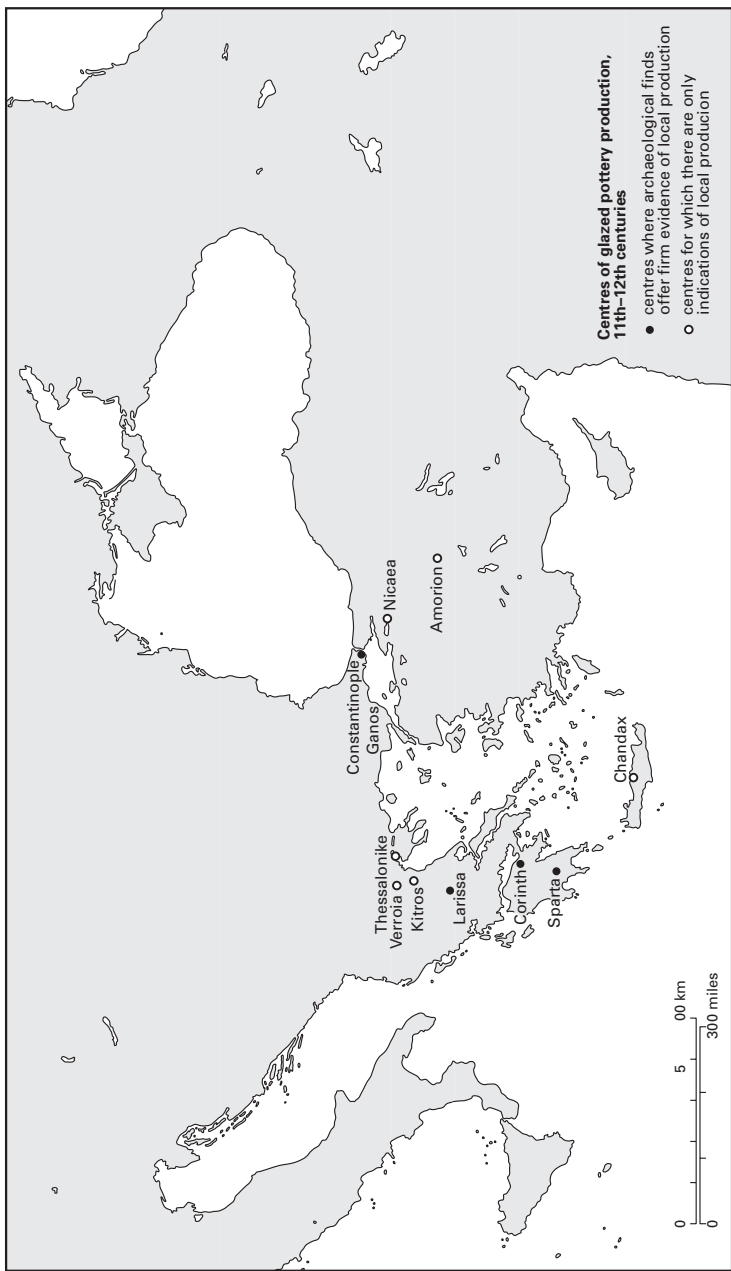 Centres of glazed pottery production,
11th–12th centuries
centres where archaeological finds
offer firm evidence of local production
centres for which there are only
indications of local producion
Constantinople
Ganos
Nicaea
Amorion
Thessalonike
Verroia
Kitros
Larissa
Corinth
Sparta
Chandax
0 5 00 km
0 300 miles